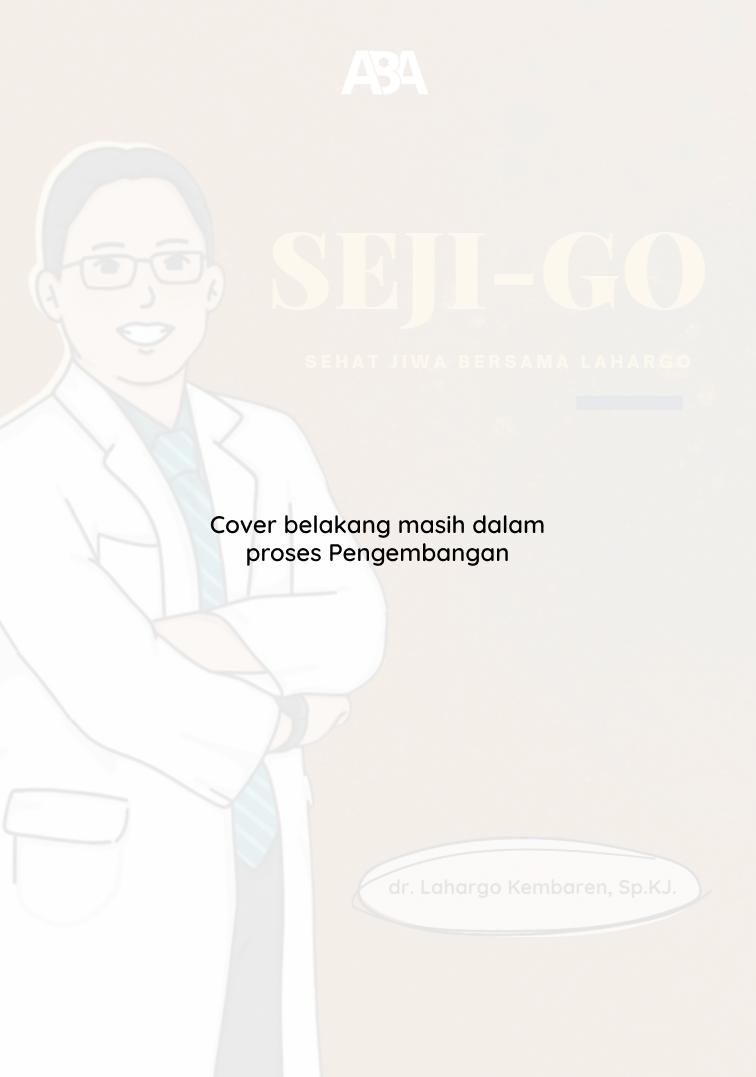 ABA
SEJI-GO
SEHAT JIWA BERSAMA LAHARGO
Cover belakang masih dalam
proses Pengembangan
dr. Lahargo Kembaren, Sp.KJ.